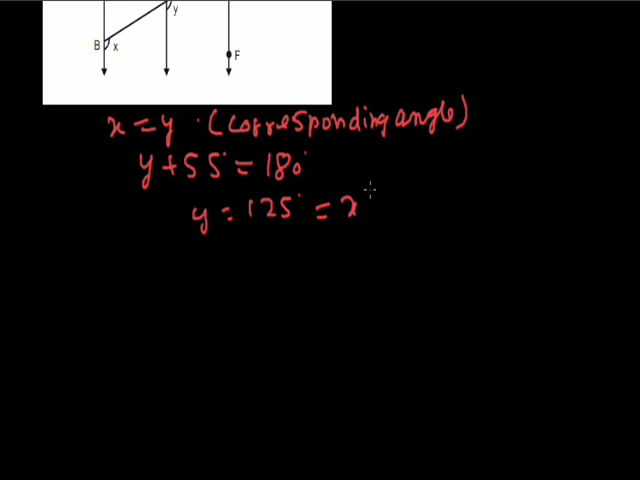 y
B x
F
x = y . (corresponding angle)
y + 55° = 180°
y = 125° = x